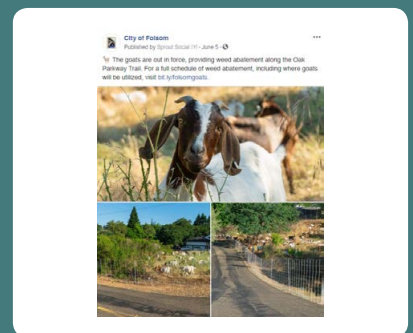 City of Folsom
Published by Sprout Social [?] · June 5 ·
The goats are out in force, providing weed abatement along the Oak
Parkway Trail. For a full schedule of weed abatement, including where goats
will be utilized, visit bit.ly/folsomgoats.